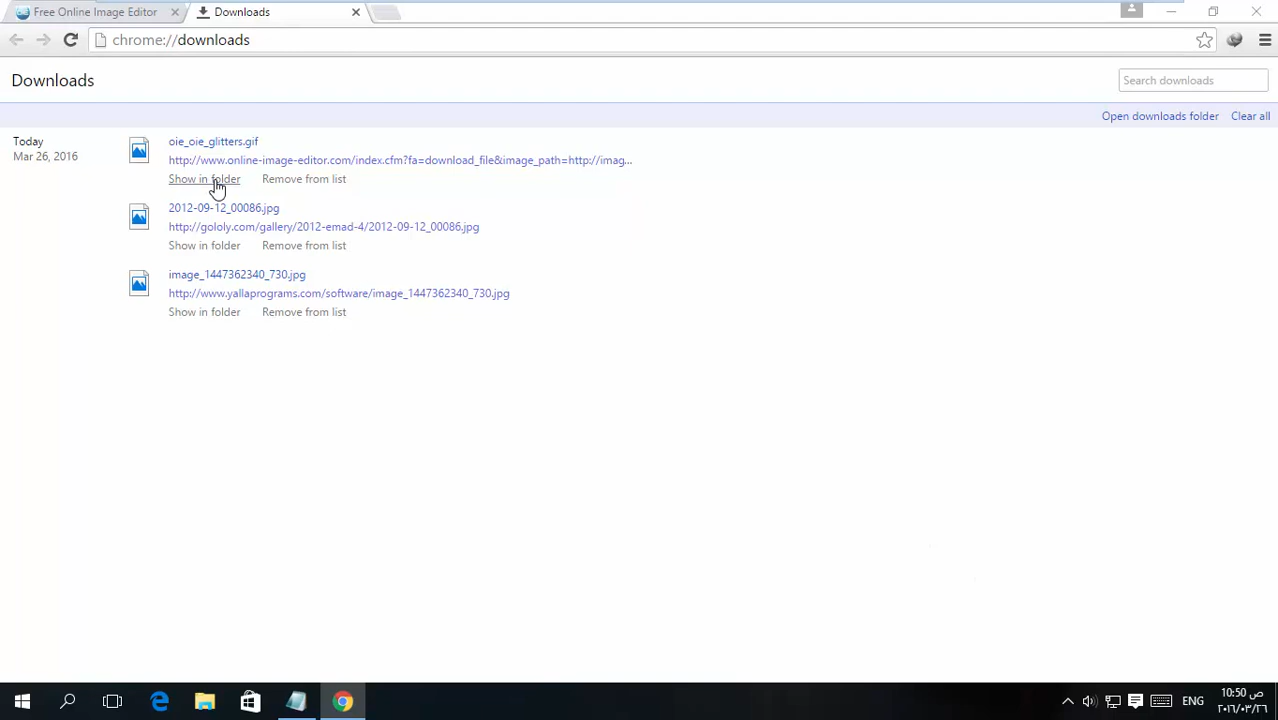 Free Online Image Editor
Downloads
chrome://downloads
Downloads
Search downloads
Open downloads folder
Clear all
Today
Mar 26, 2016
oie_oie_glitters.gif
http://www.online-image-editor.com/index.cfm?fa=download_file&image_path=http://imag...
Show in folder
Remove from list
2012-09-12_00086.jpg
http://gololy.com/gallery/2012-emad-4/2012-09-12_00086.jpg
Show in folder
Remove from list
image_1447362340_730.jpg
http://www.yallaprograms.com/software/image_1447362340_730.jpg
Show in folder
Remove from list
ENG
10:50 ص
٢٠١٦/٠٣/٢٦